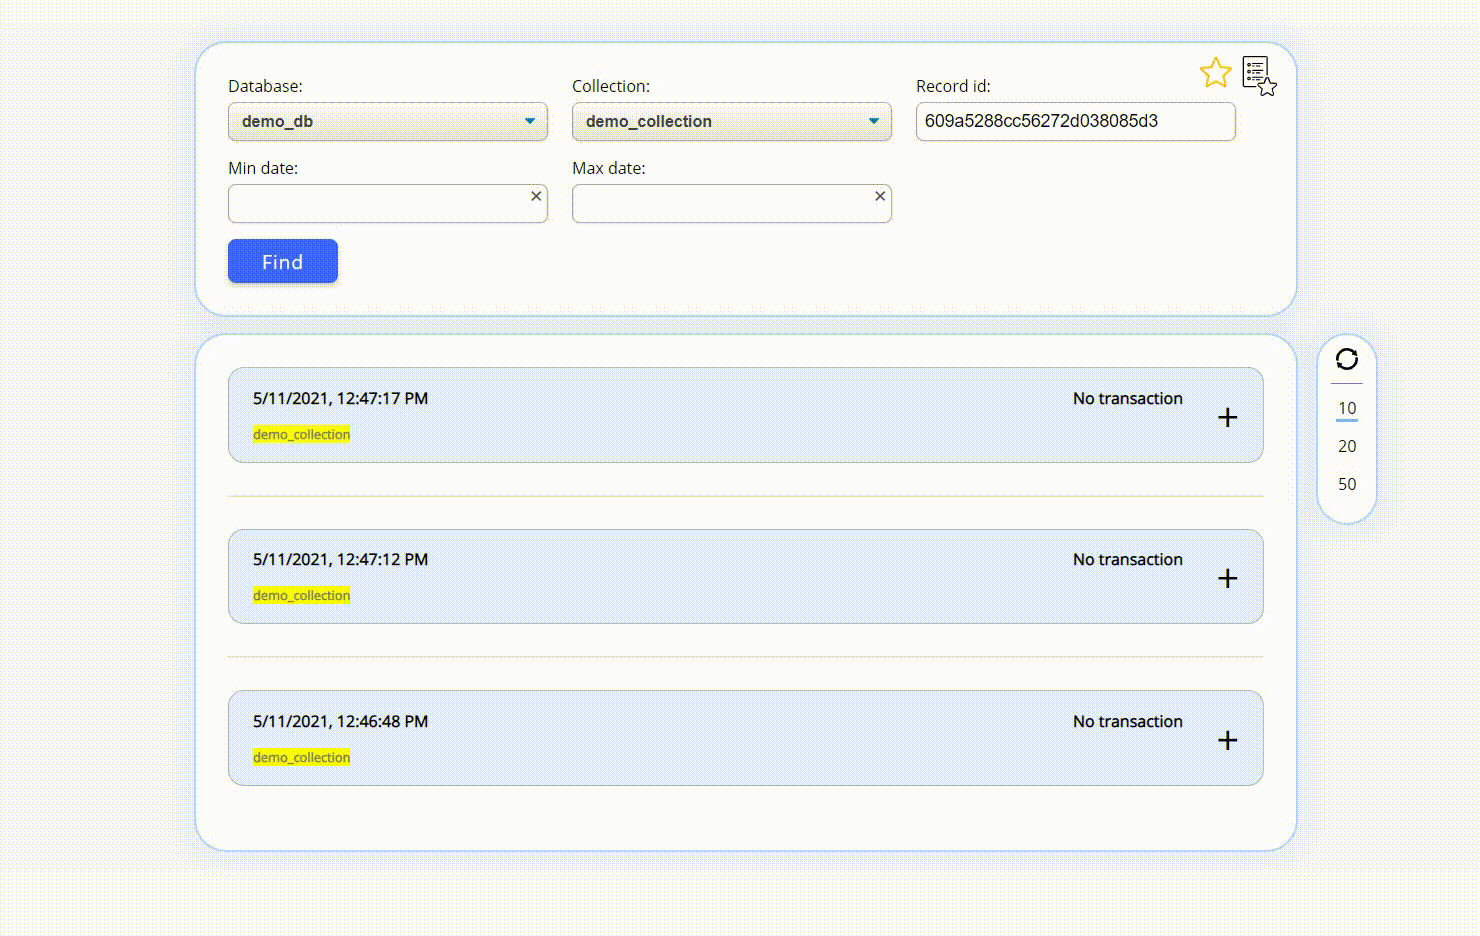 Database:
Collection:
Record id:
demo_db
demo_collection
609a5288cc56272d038085d3
Min date:
Max date:
Find
5/11/2021, 12:47:17 PM
No transaction
demo_collection
5/11/2021, 12:47:12 PM
No transaction
demo_collection
5/11/2021, 12:46:48 PM
No transaction
demo_collection
10
20
50